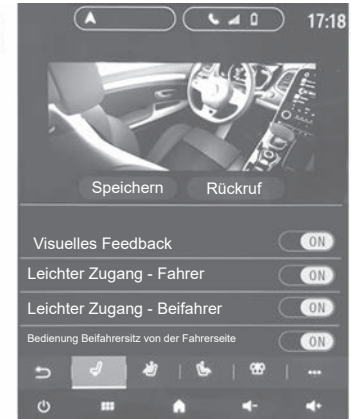 17:18
Speichern Rückruf
Visuelles Feedback ON
Leichter Zugang - Fahrer ON
Leichter Zugang - Beifahrer ON
Bedienung Beifahrersitz von der Fahrerseite ON